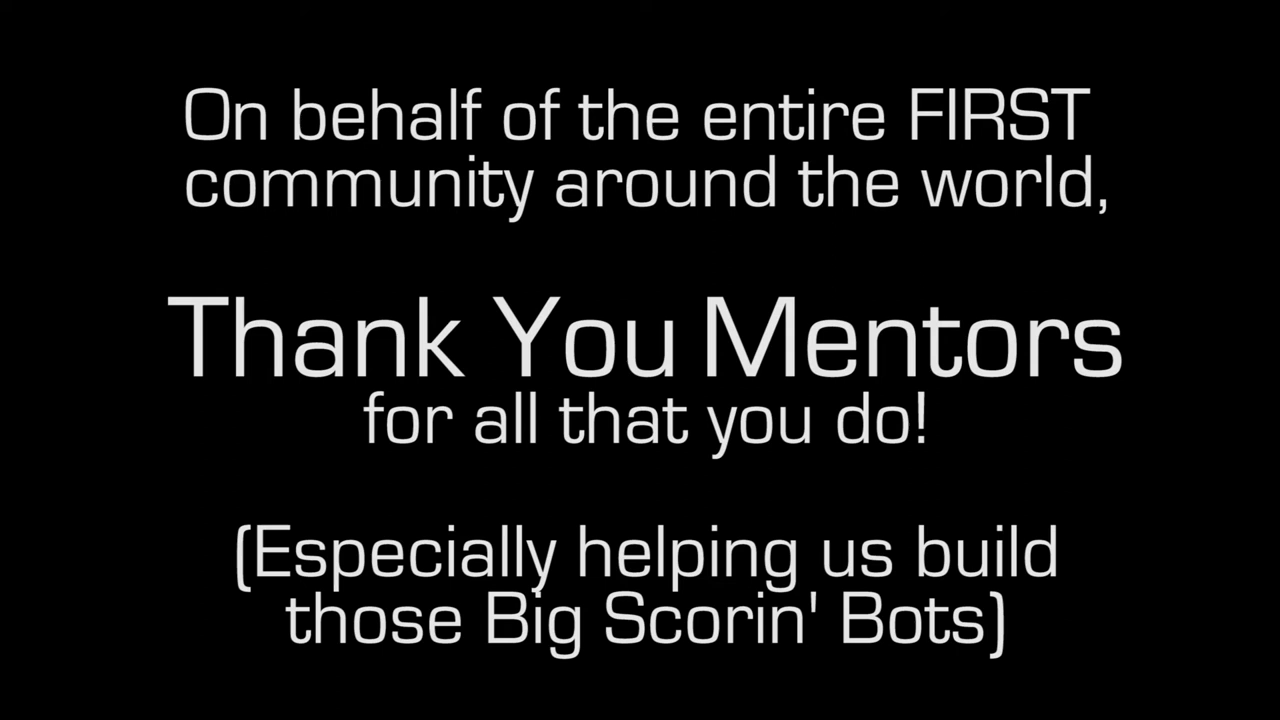 On behalf of the entire FIRST
community around the world,
Thank You Mentors
for all that you do!
(Especially helping us build
those Big Scorin' Bots)